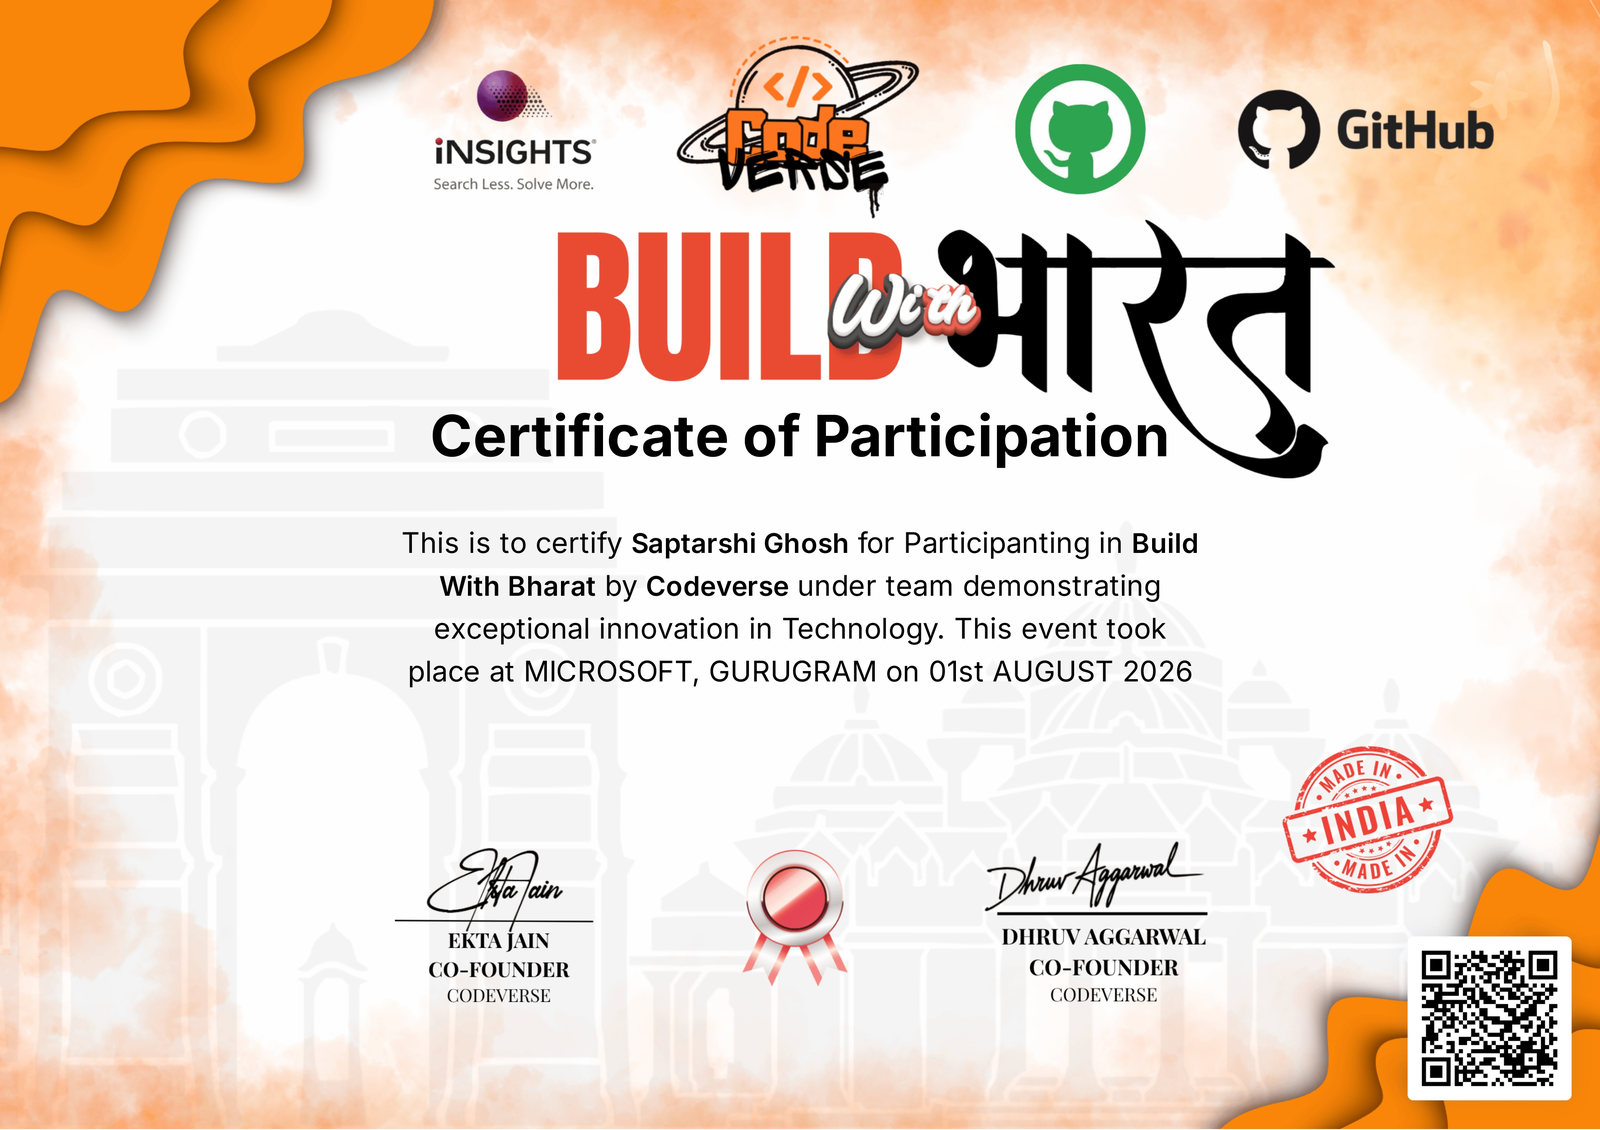 iNSIGHTS
Search Less. Solve More.
</>
Code
VERSE
GitHub
BUILD With भारत
Certificate of Participation
This is to certify Saptarshi Ghosh for Participanting in Build
With Bharat by Codeverse under team demonstrating
exceptional innovation in Technology. This event took
place at MICROSOFT, GURUGRAM on 01st AUGUST 2026
MADE IN
INDIA
MADE IN
Ekta Jain
EKTA JAIN
CO-FOUNDER
CODEVERSE
Dhruv Aggarwal
DHRUV AGGARWAL
CO-FOUNDER
CODEVERSE